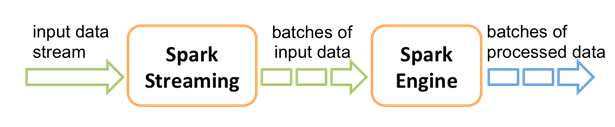 input data
stream
Spark
Streaming
batches of
input data
Spark
Engine
batches of
processed data